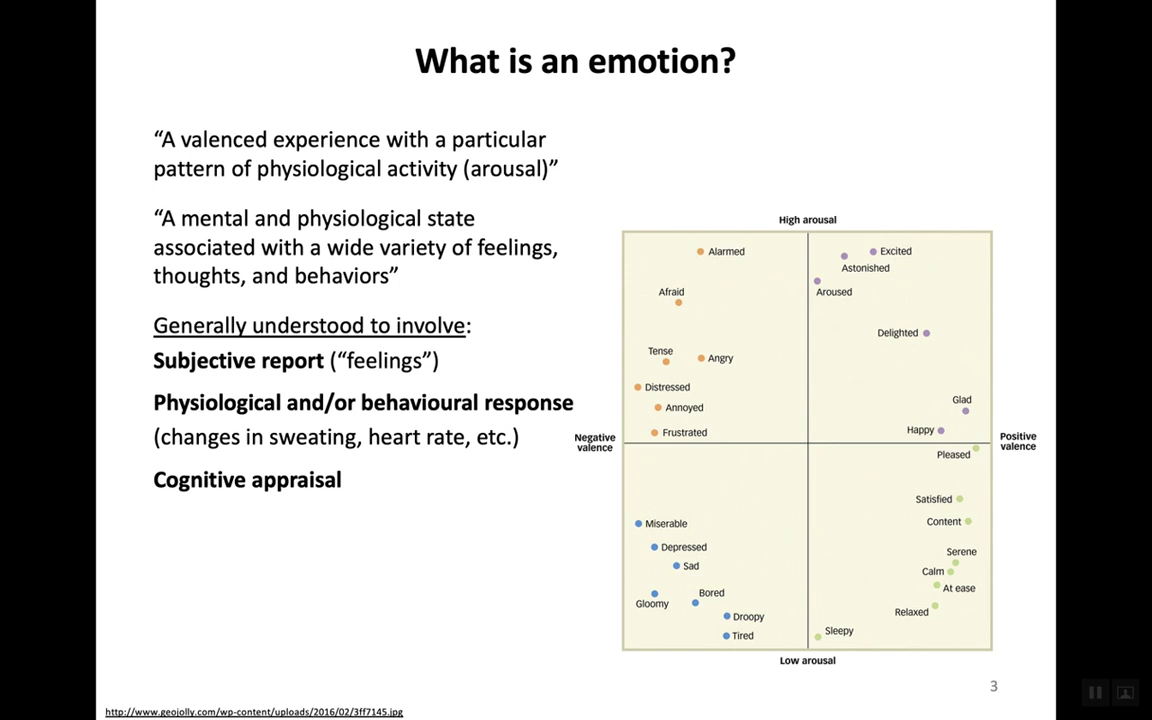 What is an emotion?
“A valenced experience with a particular
pattern of physiological activity (arousal)”
“A mental and physiological state
associated with a wide variety of feelings,
thoughts, and behaviors”
Generally understood to involve:
Subjective report (“feelings”)
Physiological and/or behavioural response
(changes in sweating, heart rate, etc.)
Cognitive appraisal
High arousal
Alarmed
Excited
Astonished
Afraid
Aroused
Delighted
Tense
Angry
Distressed
Annoyed
Glad
Frustrated
Happy
Negative
valence
Positive
valence
Pleased
Satisfied
Content
Miserable
Depressed
Serene
Sad
Calm
At ease
Bored
Gloomy
Relaxed
Droopy
Sleepy
Tired
Low arousal
3
http://www.geojolly.com/wp-content/uploads/2016/02/3ff7145.jpg